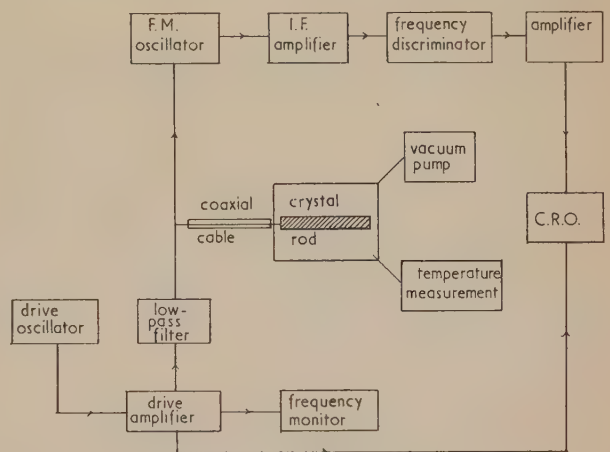 F.M.
oscillator
I.F.
amplifier
frequency
discriminator
amplifier
vacuum
pump
coaxial
cable
crystal
rod
C.R.O.
temperature
measurement
drive
oscillator
low-
pass
filter
drive
amplifier
frequency
monitor